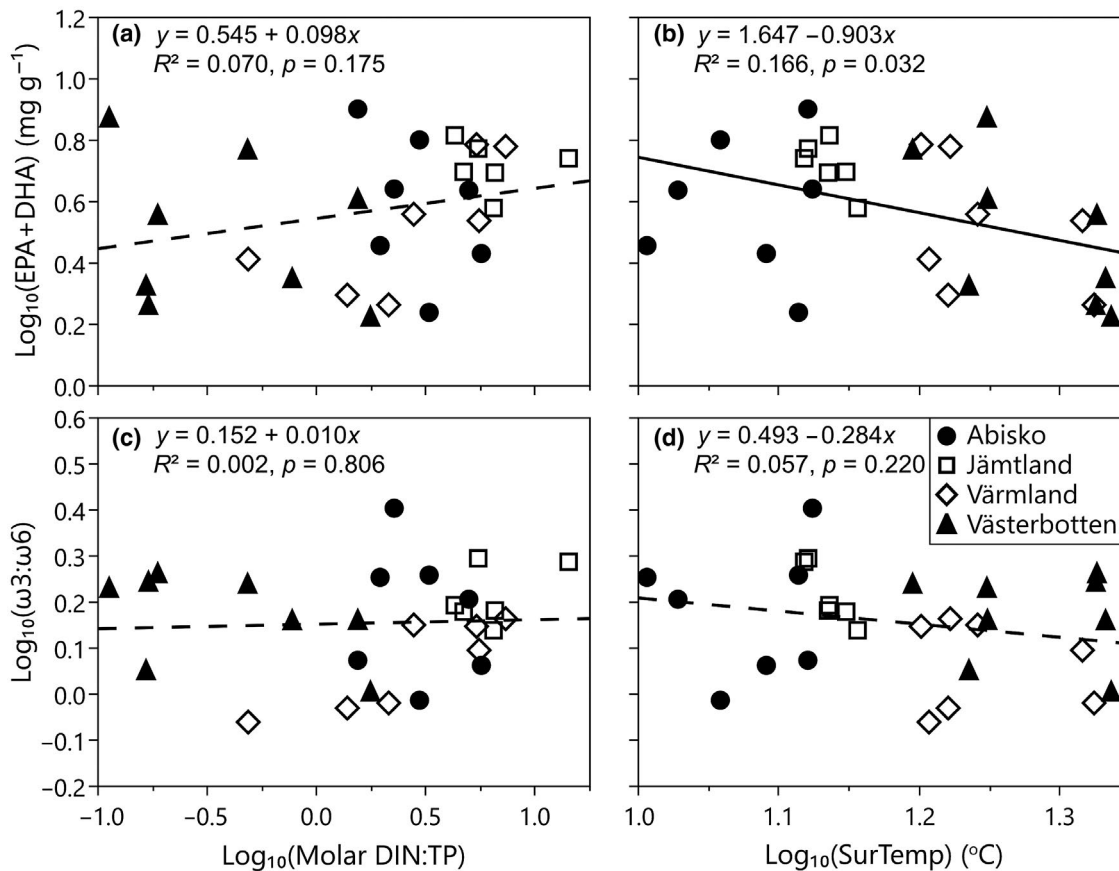 (a) y = 0.545 + 0.098x
R² = 0.070, p = 0.175
(b) y = 1.647 –0.903x
R² = 0.166, p = 0.032
Log₁₀(EPA+DHA) (mg g⁻¹)
1.2
1.0
0.8
0.6
0.4
0.2
0.0
(c) y = 0.152 + 0.010x
R² = 0.002, p = 0.806
(d) y = 0.493 –0.284x
R² = 0.057, p = 0.220
Abisko
Jämtland
Värmland
Västerbotten
Log₁₀(ω3:ω6)
0.6
0.5
0.4
0.3
0.2
0.1
0.0
–0.1
–0.2
–1.0 –0.5 0.0 0.5 1.0
Log₁₀(Molar DIN:TP)
1.0 1.1 1.2 1.3
Log₁₀(SurTemp) (°C)